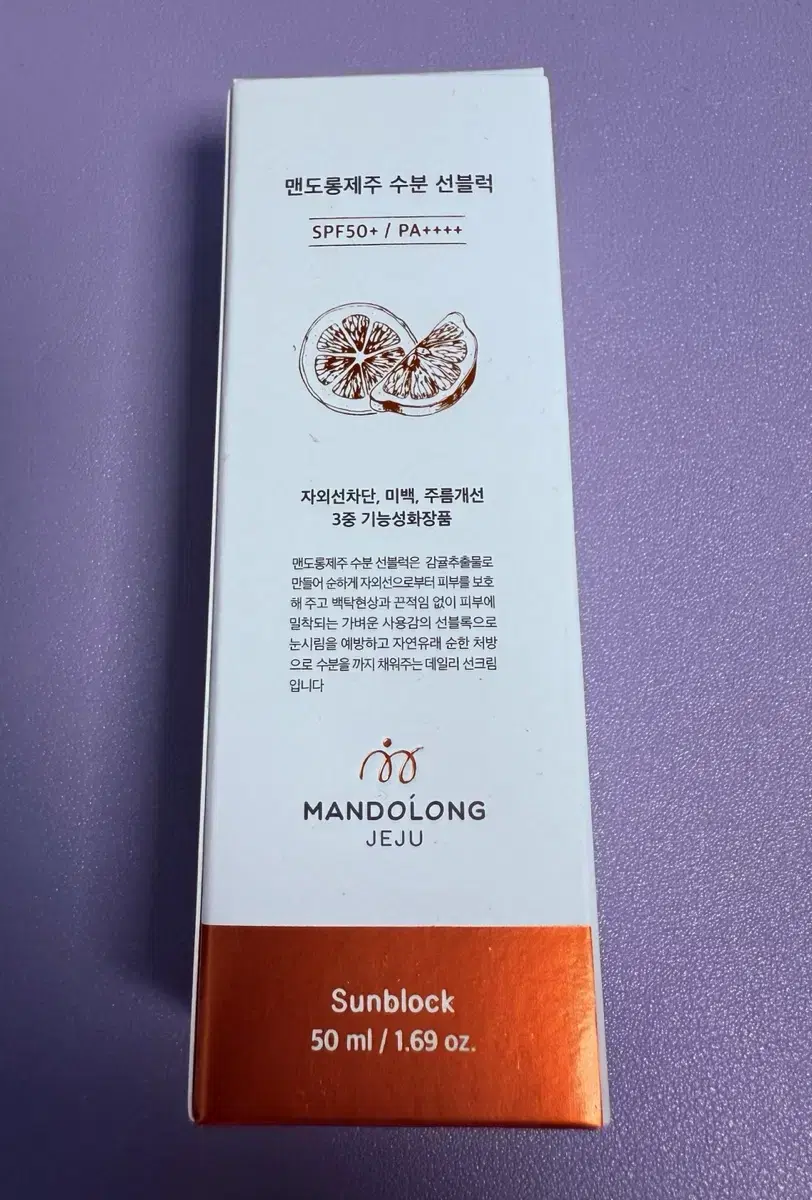 맨도롱제주 수분 선블럭
SPF50+ / PA++++
자외선차단, 미백, 주름개선
3중 기능성화장품
맨도롱제주 수분 선블럭은 감귤추출물로
만들어 순하게 자외선으로부터 피부를 보호
해 주고 백탁현상과 끈적임 없이 피부에
밀착되는 가벼운 사용감의 선블록으로
눈시림을 예방하고 자연유래 순한 처방
으로 수분을 까지 채워주는 데일리 선크림
입니다
MANDOLONG
JEJU
Sunblock
50 ml / 1.69 oz.